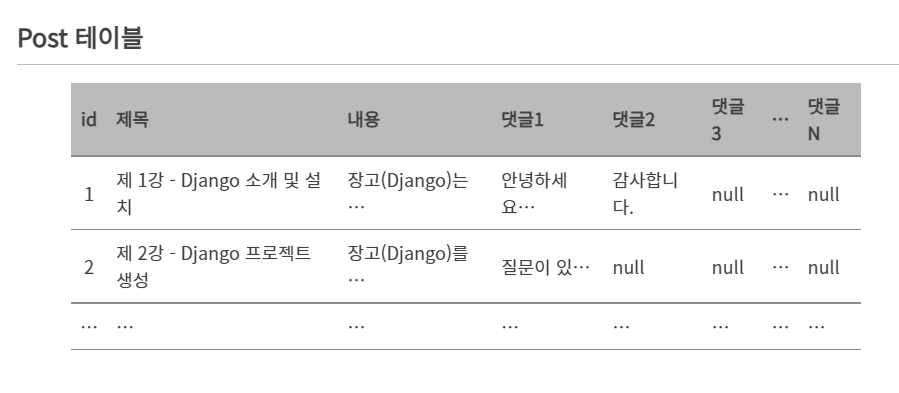 Post 테이블
id 제목 내용 댓글1 댓글2 댓글3 … 댓글N
1 제 1강 - Django 소개 및 설치 장고(Django)는… 안녕하세요… 감사합니다. null … null
2 제 2강 - Django 프로젝트 생성 장고(Django)를… 질문이 있… null null … null
… … … … … … … …